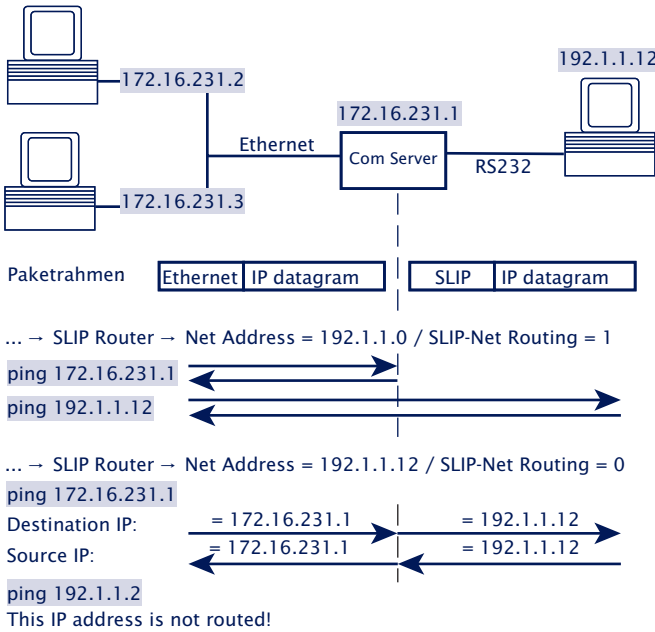 192.1.1.12
172.16.231.2
172.16.231.1
Ethernet
Com Server
RS232
172.16.231.3
Paketrahmen
Ethernet IP datagram
SLIP IP datagram
... → SLIP Router → Net Address = 192.1.1.0 / SLIP-Net Routing = 1
ping 172.16.231.1
ping 192.1.1.12
... → SLIP Router → Net Address = 192.1.1.12 / SLIP-Net Routing = 0
ping 172.16.231.1
Destination IP: = 172.16.231.1 = 192.1.1.12
Source IP: = 172.16.231.1 = 192.1.1.12
ping 192.1.1.2
This IP address is not routed!